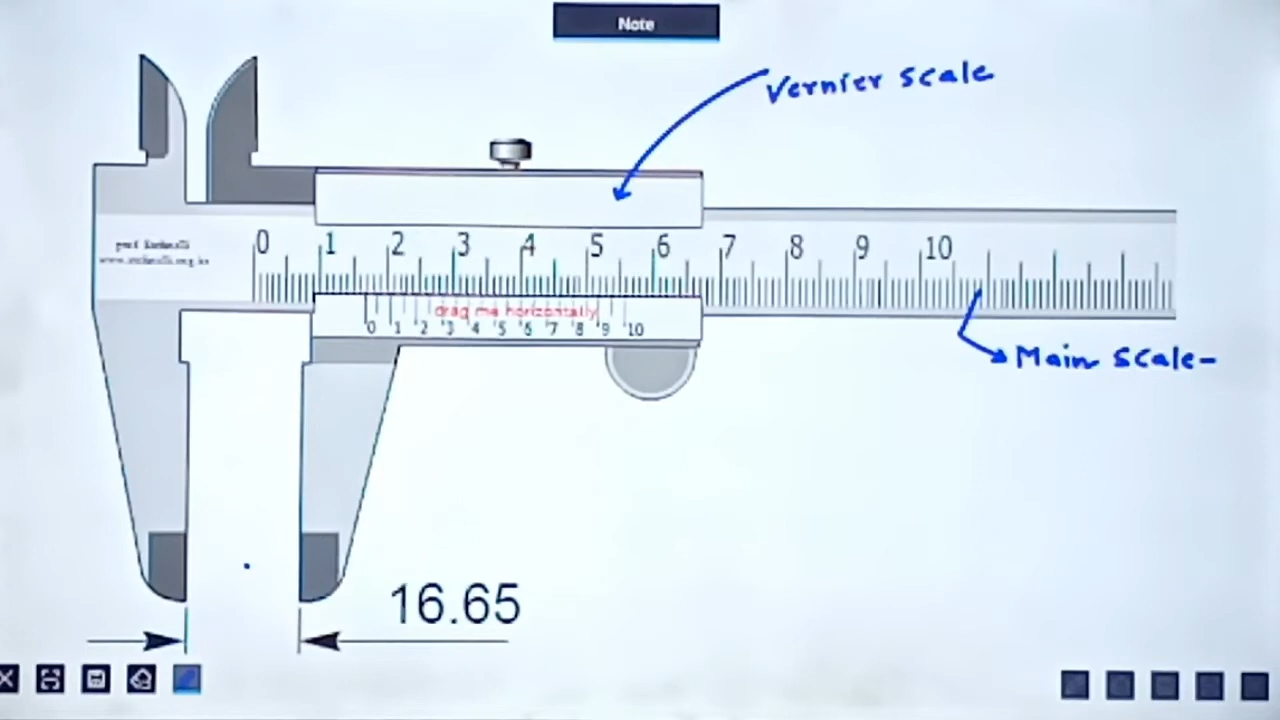 Note
Vernier scale
0 1 2 3 4 5 6 7 8 9 10
drag me horizontally
0 1 2 3 4 5 6 7 8 9 10
Main scale-
16.65